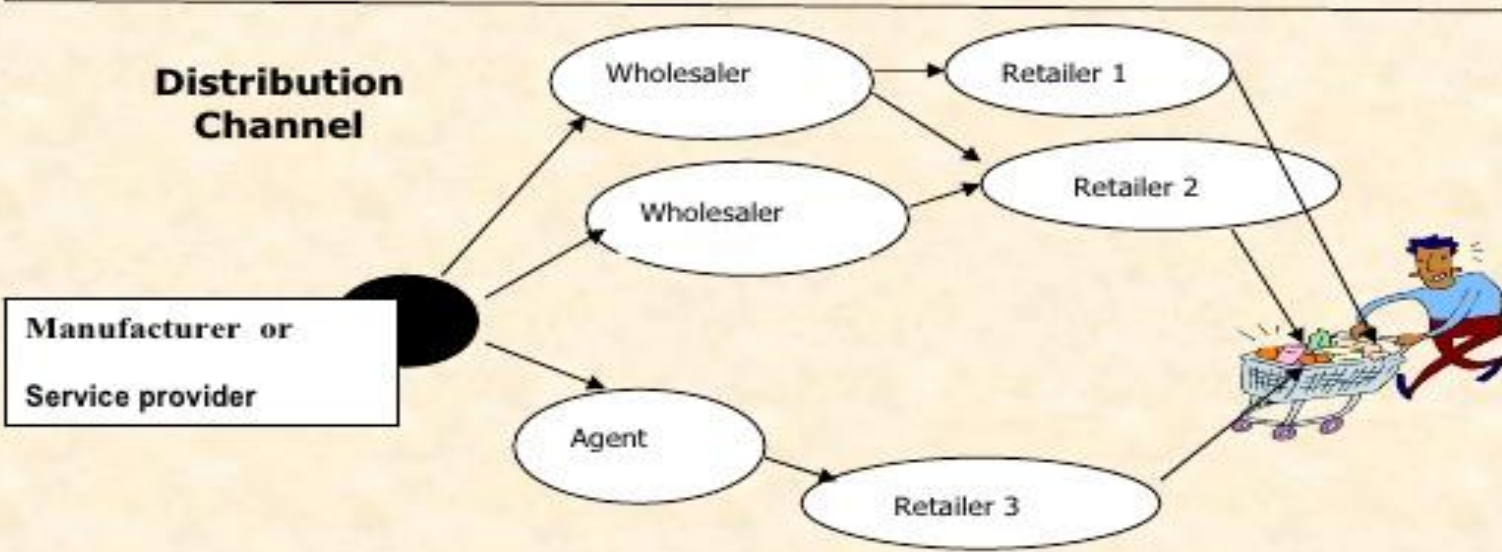 Distribution
Channel
Wholesaler
Retailer 1
Wholesaler
Retailer 2
Manufacturer or
Service provider
Agent
Retailer 3